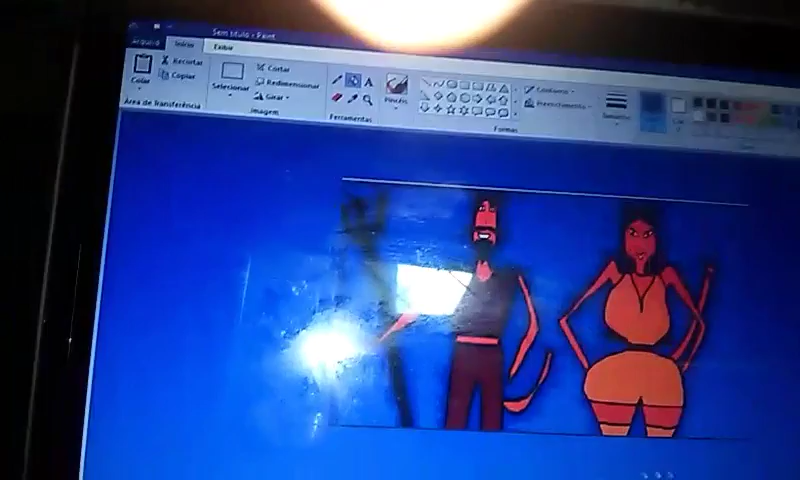 Sem título - Paint
Arquivo Início Exibir
Colar
Recortar
Copiar
Área de Transferência
Selecionar
Cortar
Redimensionar
Girar
Imagem
A
Ferramentas
Pincéis
Formas
Contorno
Preenchimento
Tamanho
Cor